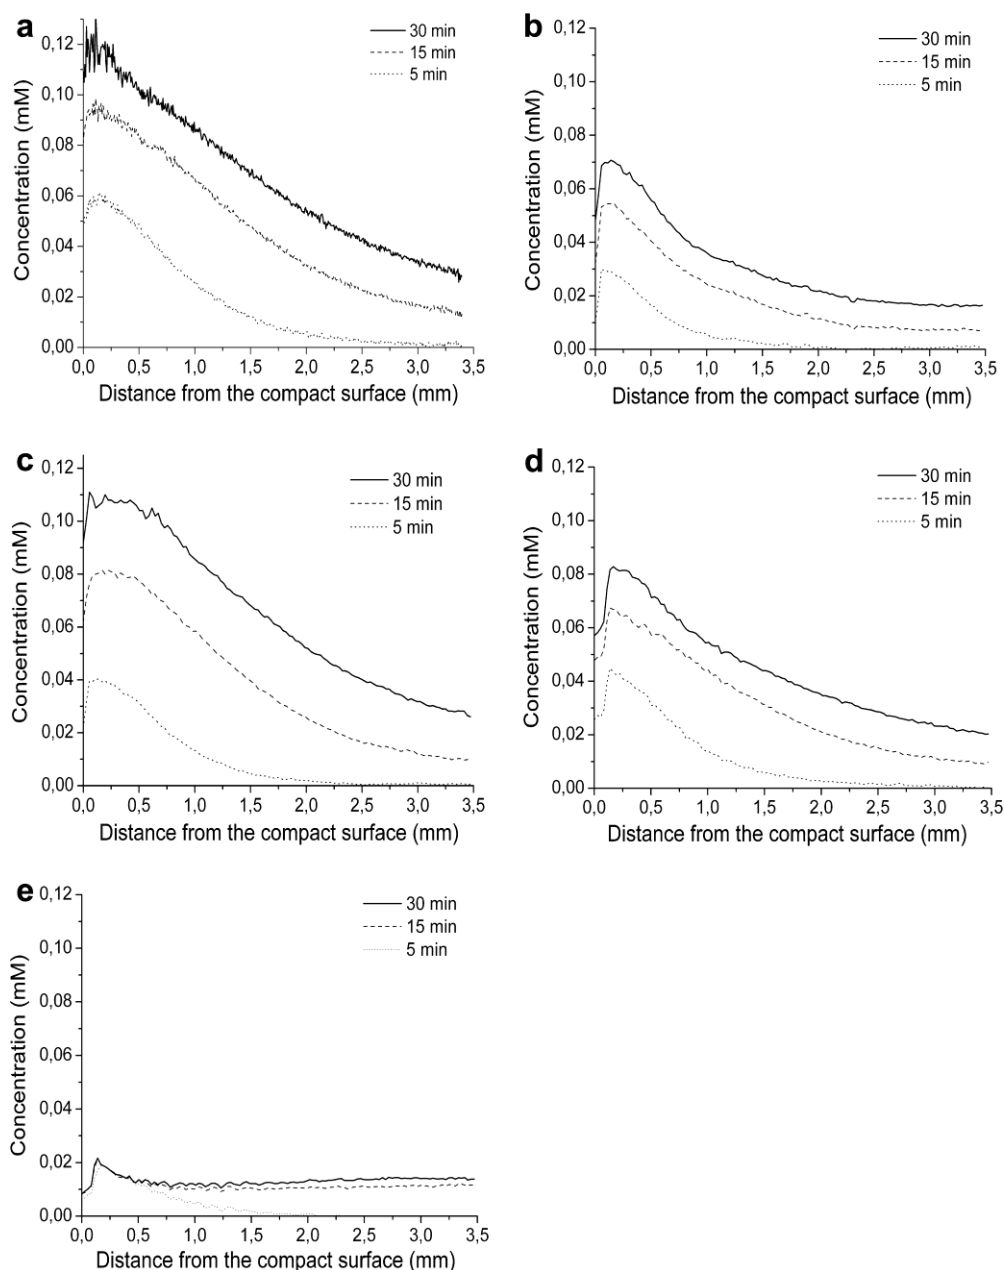 a
30 min
15 min
5 min
0,12
0,10
0,08
0,06
0,04
0,02
0,00
Concentration (mM)
0,0 0,5 1,0 1,5 2,0 2,5 3,0 3,5
Distance from the compact surface (mm)
b
30 min
15 min
5 min
0,12
0,10
0,08
0,06
0,04
0,02
0,00
Concentration (mM)
0,0 0,5 1,0 1,5 2,0 2,5 3,0 3,5
Distance from the compact surface (mm)
c
30 min
15 min
5 min
0,12
0,10
0,08
0,06
0,04
0,02
0,00
Concentration (mM)
0,0 0,5 1,0 1,5 2,0 2,5 3,0 3,5
Distance from the compact surface (mm)
d
30 min
15 min
5 min
0,12
0,10
0,08
0,06
0,04
0,02
0,00
Concentration (mM)
0,0 0,5 1,0 1,5 2,0 2,5 3,0 3,5
Distance from the compact surface (mm)
e
30 min
15 min
5 min
0,12
0,10
0,08
0,06
0,04
0,02
0,00
Concentration (mM)
0,0 0,5 1,0 1,5 2,0 2,5 3,0 3,5
Distance from the compact surface (mm)